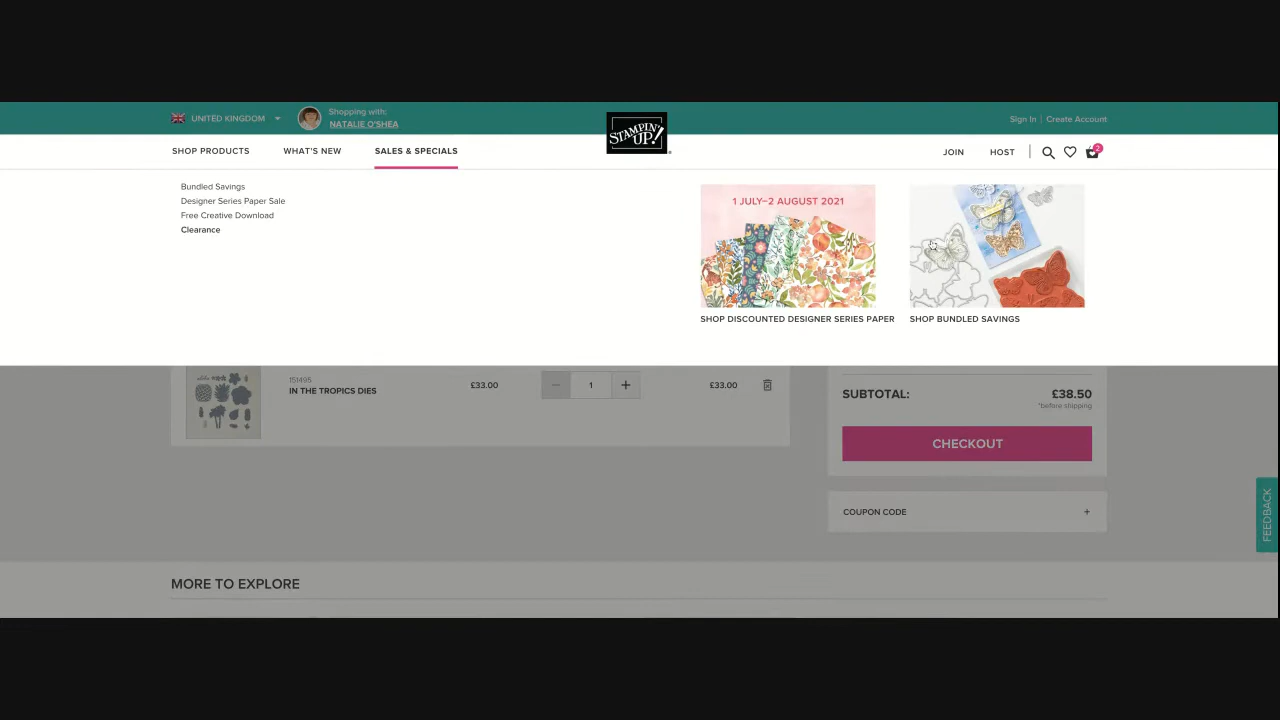 UNITED KINGDOM
Shopping with:
NATALIE O'SHEA
STAMPIN' UP!
Sign In | Create Account
SHOP PRODUCTS
WHAT'S NEW
SALES & SPECIALS
JOIN
HOST
2
Bundled Savings
Designer Series Paper Sale
Free Creative Download
Clearance
1 JULY–2 AUGUST 2021
SHOP DISCOUNTED DESIGNER SERIES PAPER
SHOP BUNDLED SAVINGS
151495
IN THE TROPICS DIES
£33.00
1
£33.00
SUBTOTAL:
£38.50
*before shipping
CHECKOUT
COUPON CODE
FEEDBACK
MORE TO EXPLORE